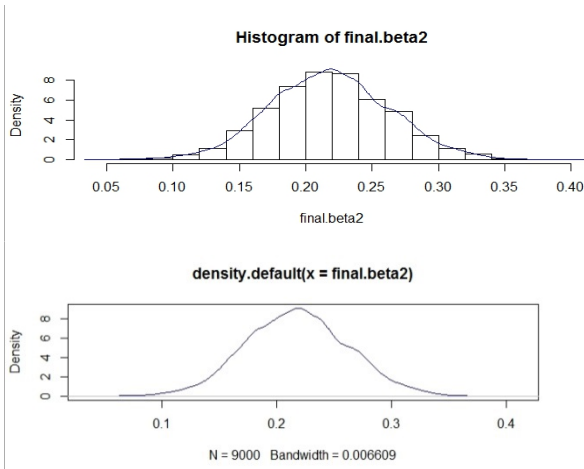 Histogram of final.beta2
Density
8
6
4
2
0
0.05 0.10 0.15 0.20 0.25 0.30 0.35 0.40
final.beta2
density.default(x = final.beta2)
Density
8
6
4
2
0
0.1 0.2 0.3 0.4
N = 9000 Bandwidth = 0.006609